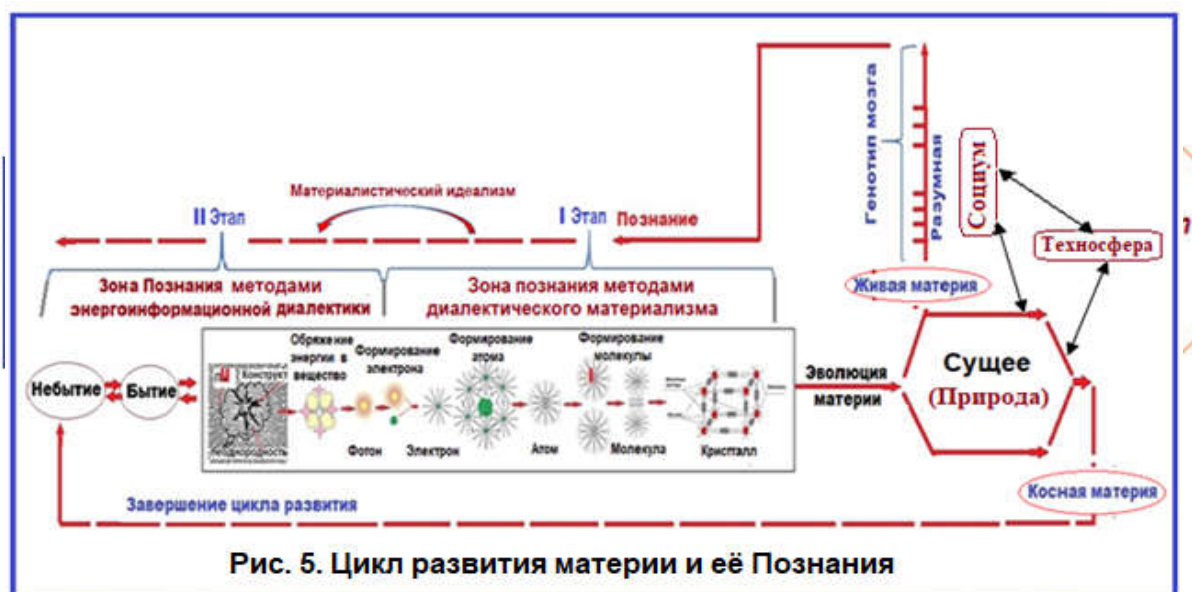 Генотип мозга
Разумная
Социум
Техносфера
Материалистический идеализм
II Этап
I Этап
Познание
Живая материя
Зона Познания методами
энергоинформационной диалектики
Зона познания методами
диалектического материализма
Небытие
Бытие
Конструкт
неоднородность
Обряжение
энергии в
вещество
Формирование
электрона
Формирование
атома
Формирование
молекулы
Фотон
Электрон
Атом
Молекула
Кристалл
Эволюция
материи
Сущее
(Природа)
Косная материя
Завершение цикла развития
Рис. 5. Цикл развития материи и её Познания